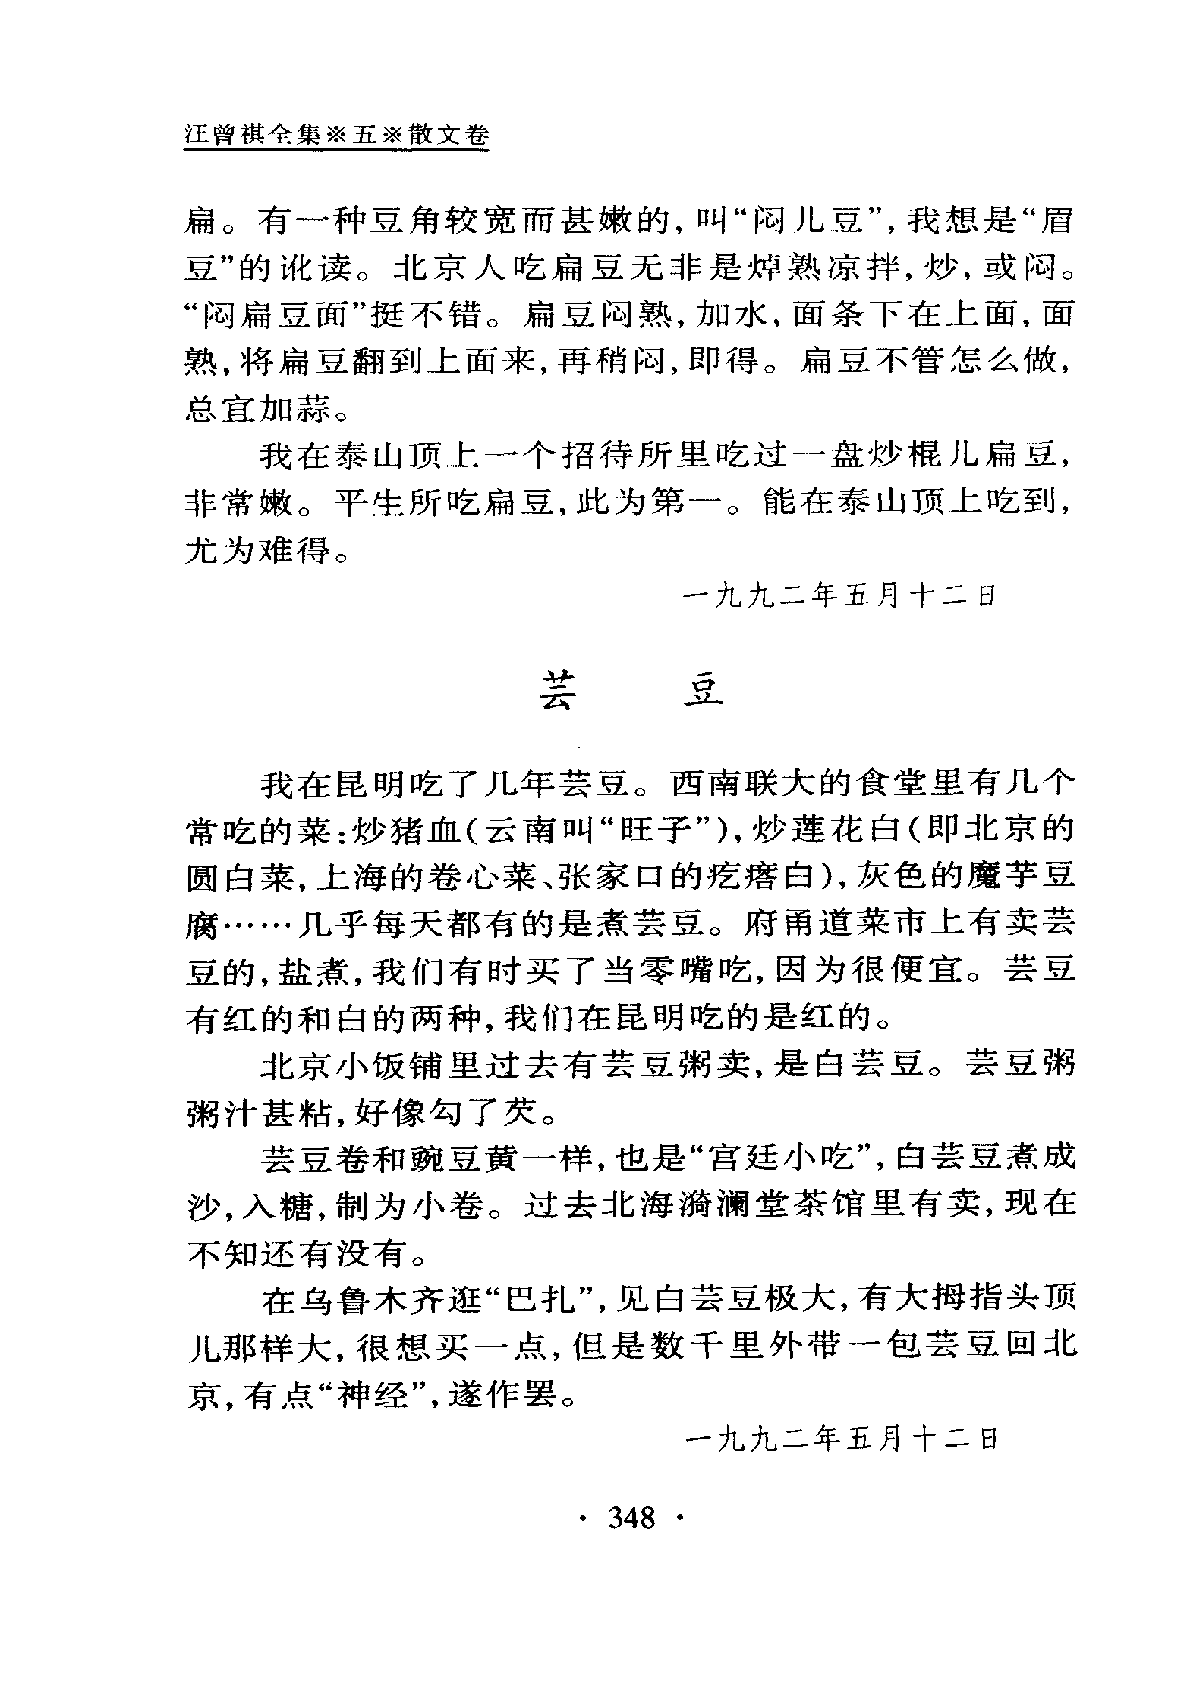 汪曾祺全集※五※散文卷
扁。有一种豆角较宽而甚嫩的,叫“闷儿豆”,我想是“眉
豆”的讹读。北京人吃扁豆无非是焯熟凉拌,炒,或闷。
“闷扁豆面”挺不错。扁豆闷熟,加水,面条下在上面,面
熟,将扁豆翻到上面来,再稍闷,即得。扁豆不管怎么做,
总宜加蒜。
我在泰山顶上一个招待所里吃过一盘炒棍儿扁豆,
非常嫩。平生所吃扁豆,此为第一。能在泰山顶上吃到,
尤为难得。
一九九二年五月十二日
芸 豆
我在昆明吃了几年芸豆。西南联大的食堂里有几个
常吃的菜:炒猪血(云南叫“旺子”),炒莲花白(即北京的
圆白菜,上海的卷心菜、张家口的疙瘩白),灰色的魔芋豆
腐……几乎每天都有的是煮芸豆。府甬道菜市上有卖芸
豆的,盐煮,我们有时买了当零嘴吃,因为很便宜。芸豆
有红的和白的两种,我们在昆明吃的是红的。
北京小饭铺里过去有芸豆粥卖,是白芸豆。芸豆粥
粥汁甚粘,好像勾了芡。
芸豆卷和豌豆黄一样,也是“宫廷小吃”,白芸豆煮成
沙,入糖,制为小卷。过去北海漪澜堂茶馆里有卖,现在
不知还有没有。
在乌鲁木齐逛“巴扎”,见白芸豆极大,有大拇指头顶
儿那样大,很想买一点,但是数千里外带一包芸豆回北
京,有点“神经”,遂作罢。
一九九二年五月十二日
· 348 ·